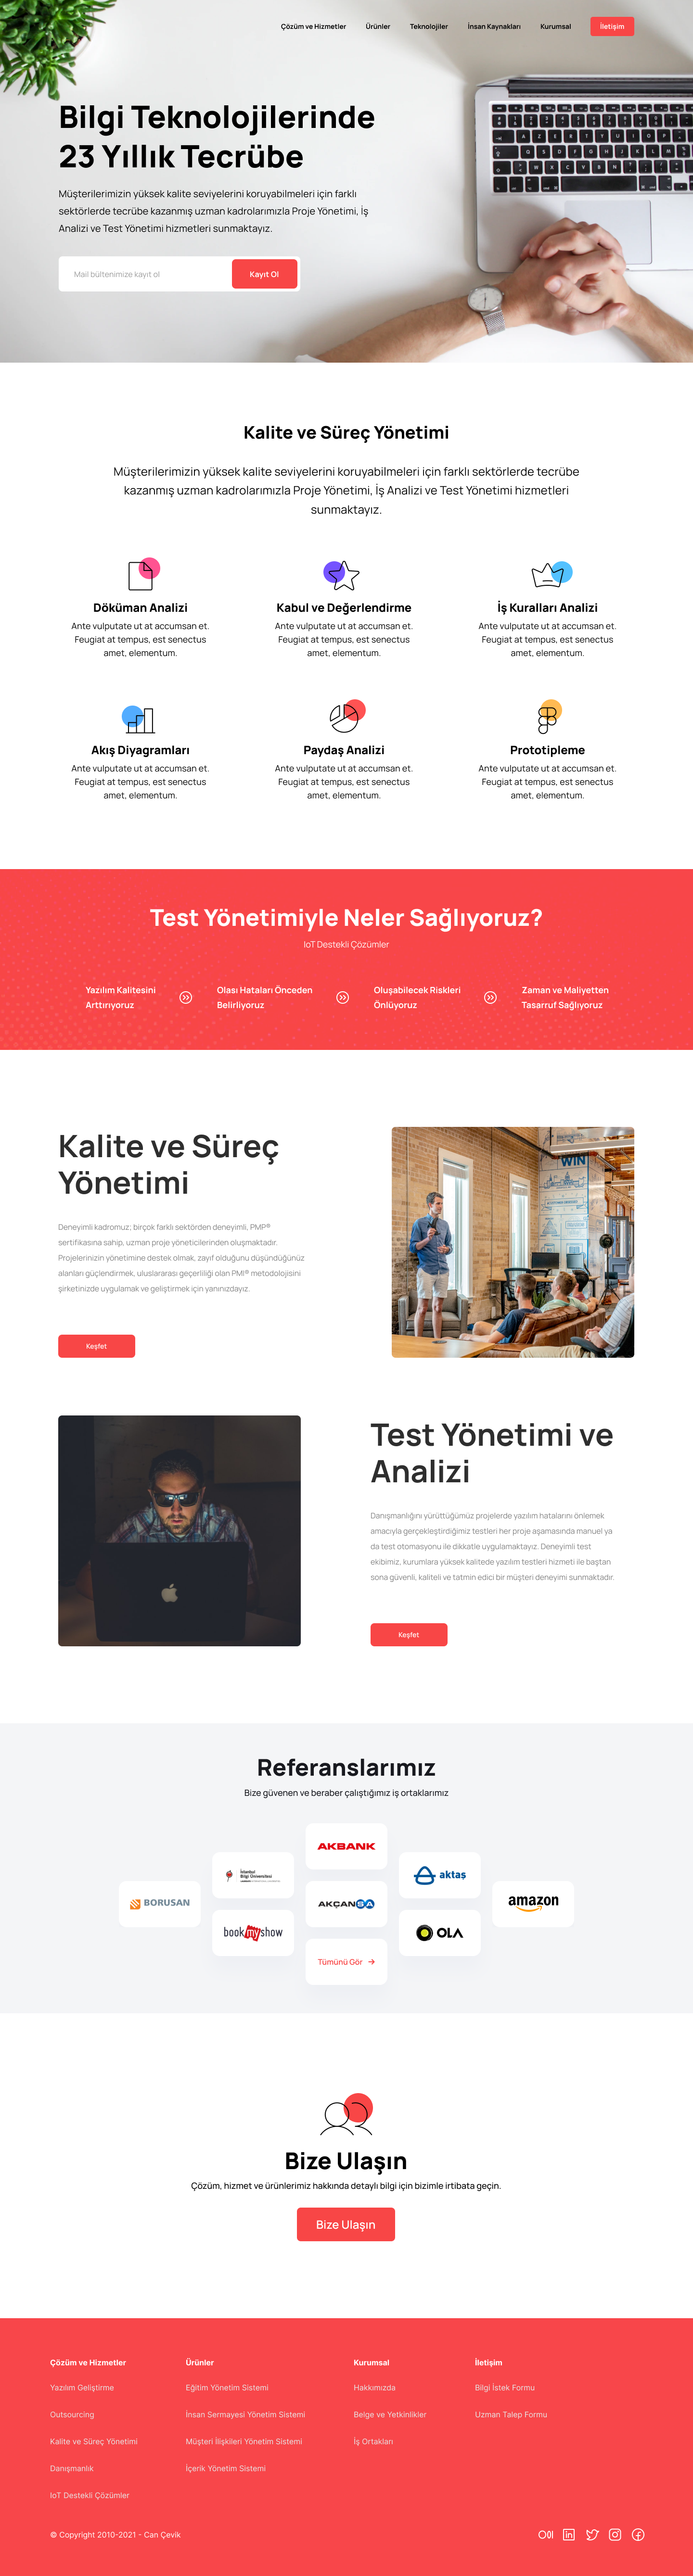 Çözüm ve Hizmetler Ürünler Teknolojiler İnsan Kaynakları Kurumsal İletişim
Bilgi Teknolojilerinde
23 Yıllık Tecrübe
Müşterilerimizin yüksek kalite seviyelerini koruyabilmeleri için farklı
sektörlerde tecrübe kazanmış uzman kadrolarımızla Proje Yönetimi, İş
Analizi ve Test Yönetimi hizmetleri sunmaktayız.
Mail bültenimize kayıt ol Kayıt Ol
Kalite ve Süreç Yönetimi
Müşterilerimizin yüksek kalite seviyelerini koruyabilmeleri için farklı sektörlerde tecrübe
kazanmış uzman kadrolarımızla Proje Yönetimi, İş Analizi ve Test Yönetimi hizmetleri
sunmaktayız.
Döküman Analizi
Ante vulputate ut at accumsan et.
Feugiat at tempus, est senectus
amet, elementum.
Kabul ve Değerlendirme
Ante vulputate ut at accumsan et.
Feugiat at tempus, est senectus
amet, elementum.
İş Kuralları Analizi
Ante vulputate ut at accumsan et.
Feugiat at tempus, est senectus
amet, elementum.
Akış Diyagramları
Ante vulputate ut at accumsan et.
Feugiat at tempus, est senectus
amet, elementum.
Paydaş Analizi
Ante vulputate ut at accumsan et.
Feugiat at tempus, est senectus
amet, elementum.
Prototipleme
Ante vulputate ut at accumsan et.
Feugiat at tempus, est senectus
amet, elementum.
Test Yönetimiyle Neler Sağlıyoruz?
IoT Destekli Çözümler
Yazılım Kalitesini
Arttırıyoruz
Olası Hataları Önceden
Belirliyoruz
Oluşabilecek Riskleri
Önlüyoruz
Zaman ve Maliyetten
Tasarruf Sağlıyoruz
Kalite ve Süreç
Yönetimi
Deneyimli kadromuz; birçok farklı sektörden deneyimli, PMP®
sertifikasına sahip, uzman proje yöneticilerinden oluşmaktadır.
Projelerinizin yönetimine destek olmak, zayıf olduğunu düşündüğünüz
alanları güçlendirmek, uluslararası geçerliliği olan PMI® metodolojisini
şirketinizde uygulamak ve geliştirmek için yanınızdayız.
Keşfet
WIN
Test Yönetimi ve
Analizi
Danışmanlığını yürüttüğümüz projelerde yazılım hatalarını önlemek
amacıyla gerçekleştirdiğimiz testleri her proje aşamasında manuel ya
da test otomasyonu ile dikkatle uygulamaktayız. Deneyimli test
ekibimiz, kurumlara yüksek kalitede yazılım testleri hizmeti ile baştan
sona güvenli, kaliteli ve tatmin edici bir müşteri deneyimi sunmaktadır.
Keşfet
Referanslarımız
Bize güvenen ve beraber çalıştığımız iş ortaklarımız
BORUSAN
İstanbul
Bilgi Üniversitesi
bookmyshow
AKBANK
AKÇANSA
Tümünü Gör
aktaş
OLA
amazon
Bize Ulaşın
Çözüm, hizmet ve ürünlerimiz hakkında detaylı bilgi için bizimle irtibata geçin.
Bize Ulaşın
Çözüm ve Hizmetler
Yazılım Geliştirme
Outsourcing
Kalite ve Süreç Yönetimi
Danışmanlık
IoT Destekli Çözümler
Ürünler
Eğitim Yönetim Sistemi
İnsan Sermayesi Yönetim Sistemi
Müşteri İlişkileri Yönetim Sistemi
İçerik Yönetim Sistemi
Kurumsal
Hakkımızda
Belge ve Yetkinlikler
İş Ortakları
İletişim
Bilgi İstek Formu
Uzman Talep Formu
© Copyright 2010-2021 - Can Çevik